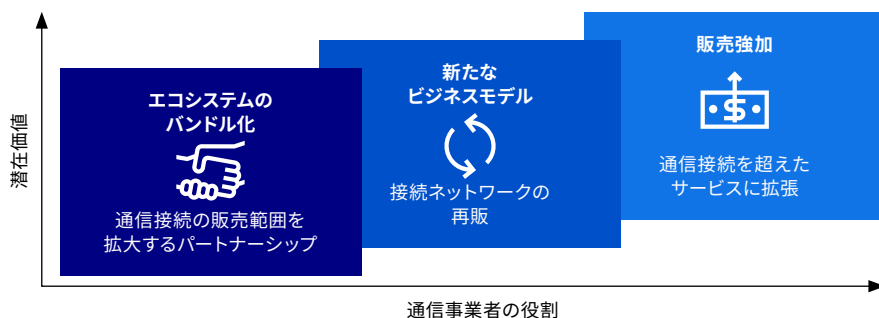 潜在価値
エコシステムの
バンドル化
通信接続の販売範囲を
拡大するパートナーシップ
新たな
ビジネスモデル
接続ネットワークの
再販
販売強加
$
通信接続を超えた
サービスに拡張
通信事業者の役割